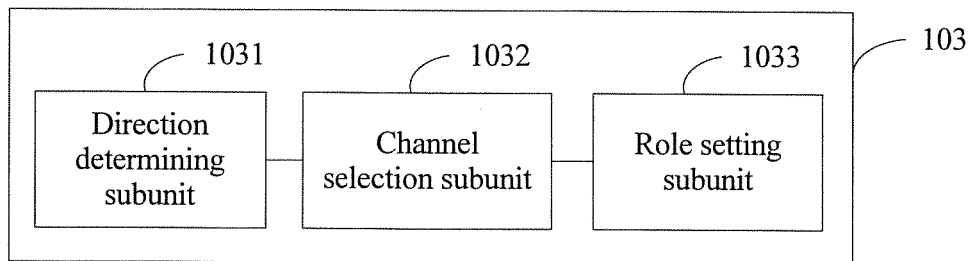 1031
1032
1033
103
Direction
determining
subunit
Channel
selection subunit
Role setting
subunit